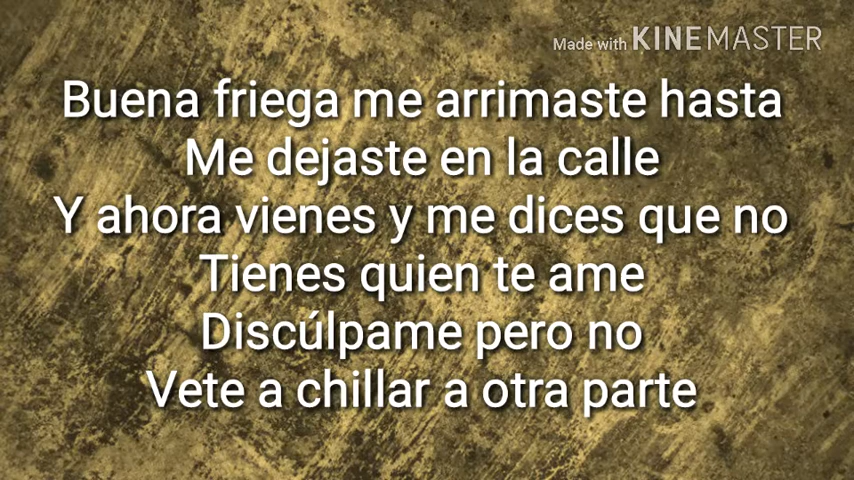 Made with KINEMASTER
Buena friega me arrimaste hasta
Me dejaste en la calle
Y ahora vienes y me dices que no
Tienes quien te ame
Discúlpame pero no
Vete a chillar a otra parte